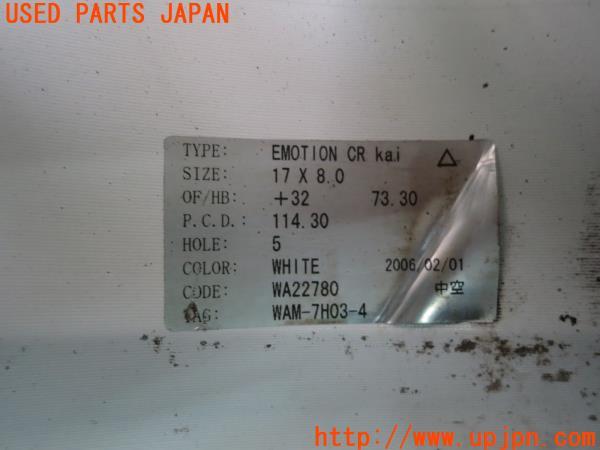 USED PARTS JAPAN
TYPE: EMOTION CR kai △
SIZE: 17 X 8.0
OF/HB: +32 73.30
P.C.D.: 114.30
HOLE: 5
COLOR: WHITE 2006/02/01
CODE: WA22780 中空
TAG: WAM-7H03-4
http://www.upjpn.com